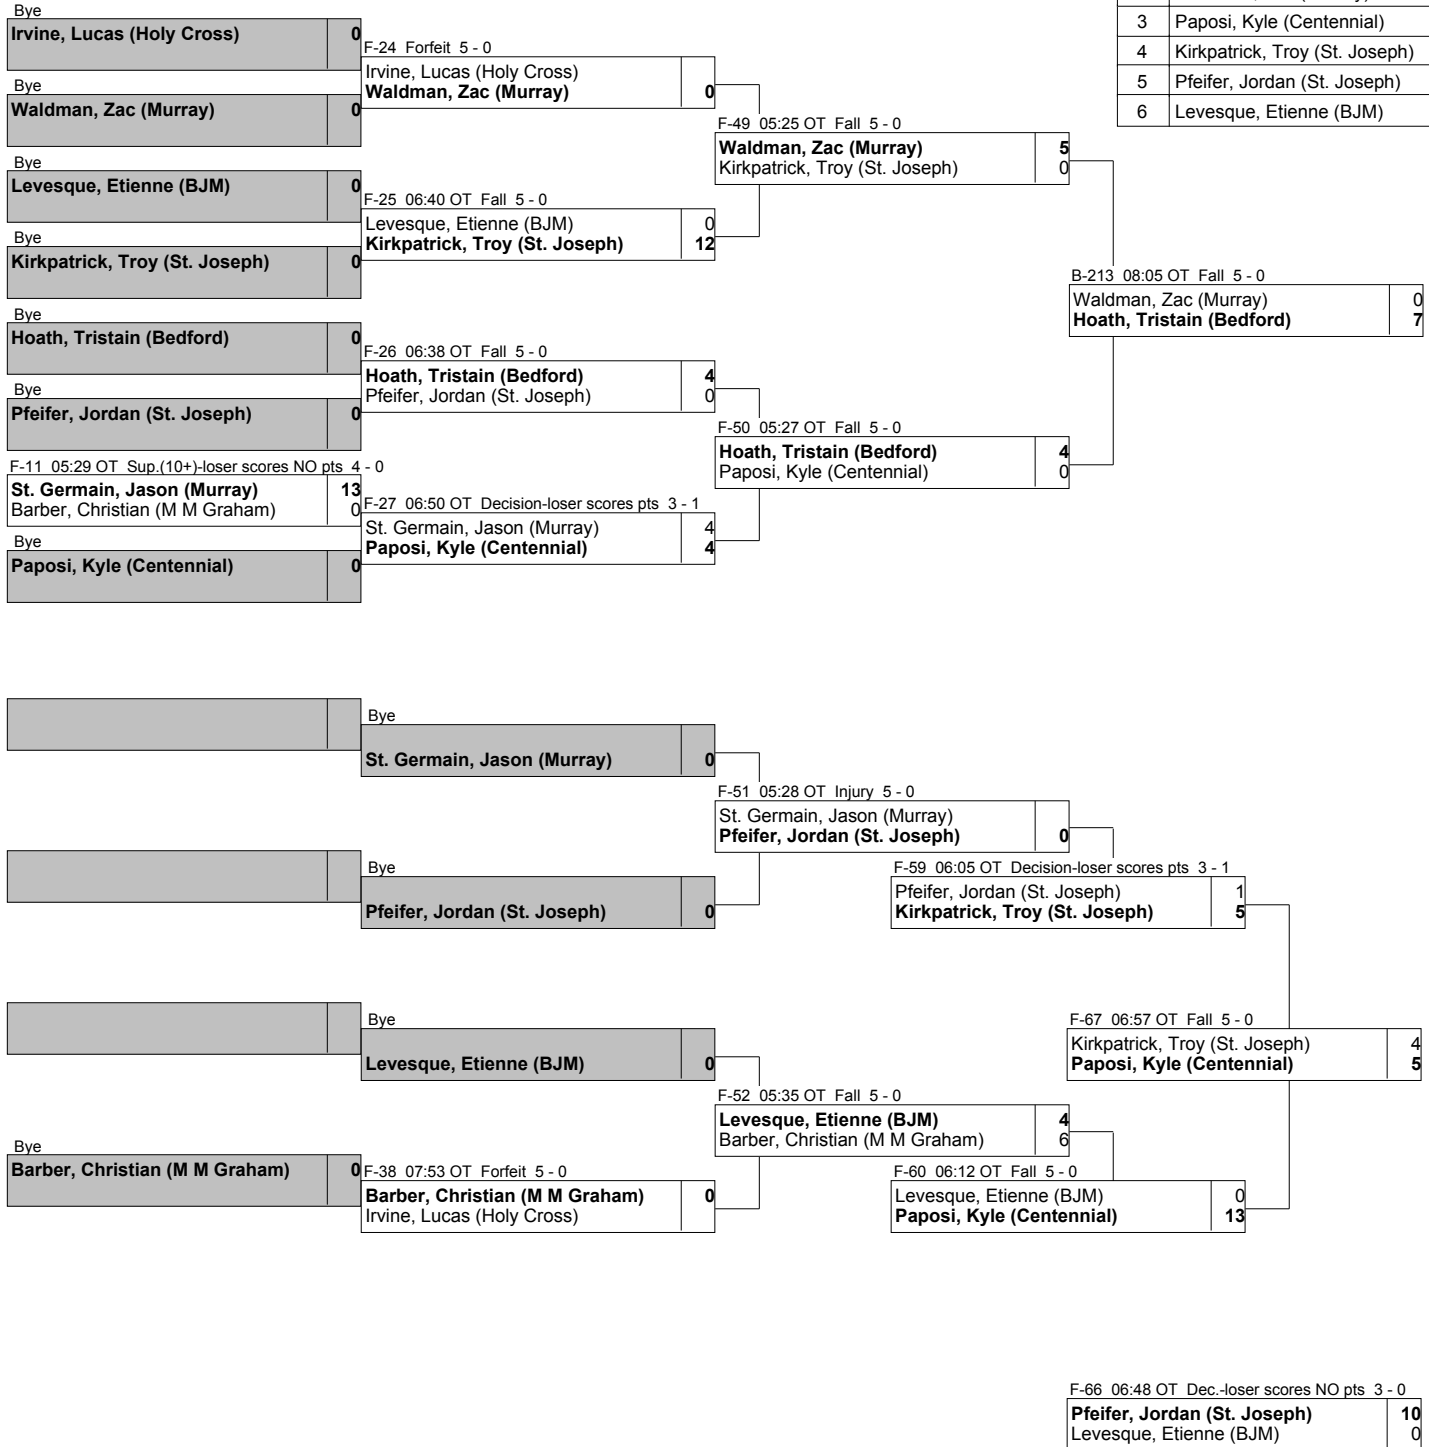 3 Paposi, Kyle (Centennial)
4 Kirkpatrick, Troy (St. Joseph)
5 Pfeifer, Jordan (St. Joseph)
6 Levesque, Etienne (BJM)
Bye
Irvine, Lucas (Holy Cross) 0
Bye
Waldman, Zac (Murray) 0
Bye
Levesque, Etienne (BJM) 0
Bye
Kirkpatrick, Troy (St. Joseph) 0
Bye
Hoath, Tristain (Bedford) 0
Bye
Pfeifer, Jordan (St. Joseph) 0
F-11 05:29 OT Sup.(10+)-loser scores NO pts 4 - 0
St. Germain, Jason (Murray) 13
Barber, Christian (M M Graham) 0
Bye
Paposi, Kyle (Centennial) 0
F-24 Forfeit 5 - 0
Irvine, Lucas (Holy Cross)
Waldman, Zac (Murray) 0
F-25 06:40 OT Fall 5 - 0
Levesque, Etienne (BJM) 0
Kirkpatrick, Troy (St. Joseph) 12
F-26 06:38 OT Fall 5 - 0
Hoath, Tristain (Bedford) 4
Pfeifer, Jordan (St. Joseph) 0
F-27 06:50 OT Decision-loser scores pts 3 - 1
St. Germain, Jason (Murray) 4
Paposi, Kyle (Centennial) 4
F-49 05:25 OT Fall 5 - 0
Waldman, Zac (Murray) 5
Kirkpatrick, Troy (St. Joseph) 0
F-50 05:27 OT Fall 5 - 0
Hoath, Tristain (Bedford) 4
Paposi, Kyle (Centennial) 0
B-213 08:05 OT Fall 5 - 0
Waldman, Zac (Murray) 0
Hoath, Tristain (Bedford) 7
Bye
St. Germain, Jason (Murray) 0
Bye
Pfeifer, Jordan (St. Joseph) 0
Bye
Levesque, Etienne (BJM) 0
Bye
Barber, Christian (M M Graham) 0
F-38 07:53 OT Forfeit 5 - 0
Barber, Christian (M M Graham) 0
Irvine, Lucas (Holy Cross)
F-51 05:28 OT Injury 5 - 0
St. Germain, Jason (Murray)
Pfeifer, Jordan (St. Joseph) 0
F-52 05:35 OT Fall 5 - 0
Levesque, Etienne (BJM) 4
Barber, Christian (M M Graham) 6
F-59 06:05 OT Decision-loser scores pts 3 - 1
Pfeifer, Jordan (St. Joseph) 1
Kirkpatrick, Troy (St. Joseph) 5
F-60 06:12 OT Fall 5 - 0
Levesque, Etienne (BJM) 0
Paposi, Kyle (Centennial) 13
F-67 06:57 OT Fall 5 - 0
Kirkpatrick, Troy (St. Joseph) 4
Paposi, Kyle (Centennial) 5
F-66 06:48 OT Dec.-loser scores NO pts 3 - 0
Pfeifer, Jordan (St. Joseph) 10
Levesque, Etienne (BJM) 0